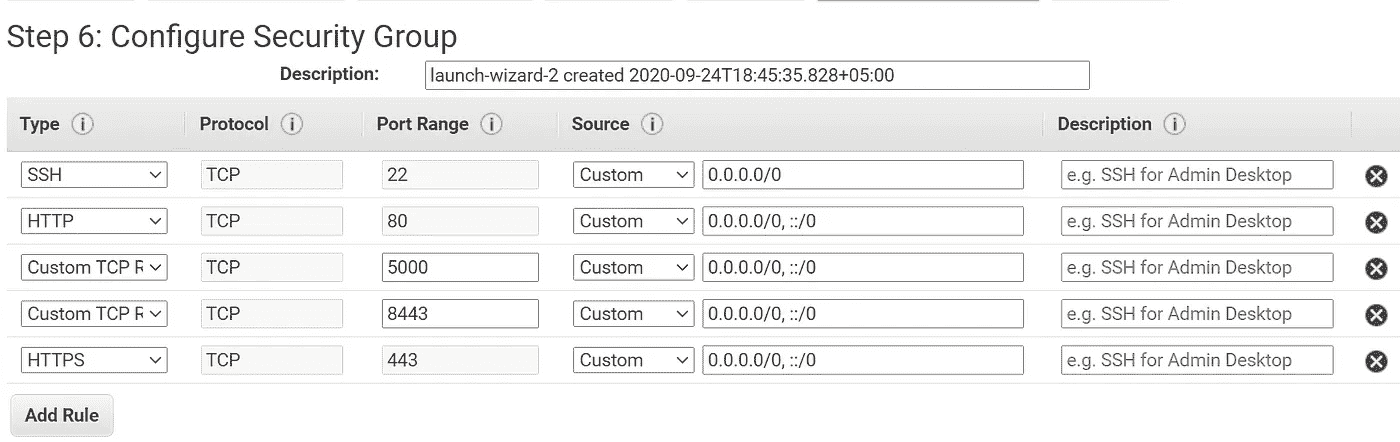 Step 6: Configure Security Group
Description: launch-wizard-2 created 2020-09-24T18:45:35.828+05:00
Type i Protocol i Port Range i Source i Description i
SSH TCP 22 Custom 0.0.0.0/0 e.g. SSH for Admin Desktop
HTTP TCP 80 Custom 0.0.0.0/0, ::/0 e.g. SSH for Admin Desktop
Custom TCP R TCP 5000 Custom 0.0.0.0/0, ::/0 e.g. SSH for Admin Desktop
Custom TCP R TCP 8443 Custom 0.0.0.0/0, ::/0 e.g. SSH for Admin Desktop
HTTPS TCP 443 Custom 0.0.0.0/0, ::/0 e.g. SSH for Admin Desktop
Add Rule